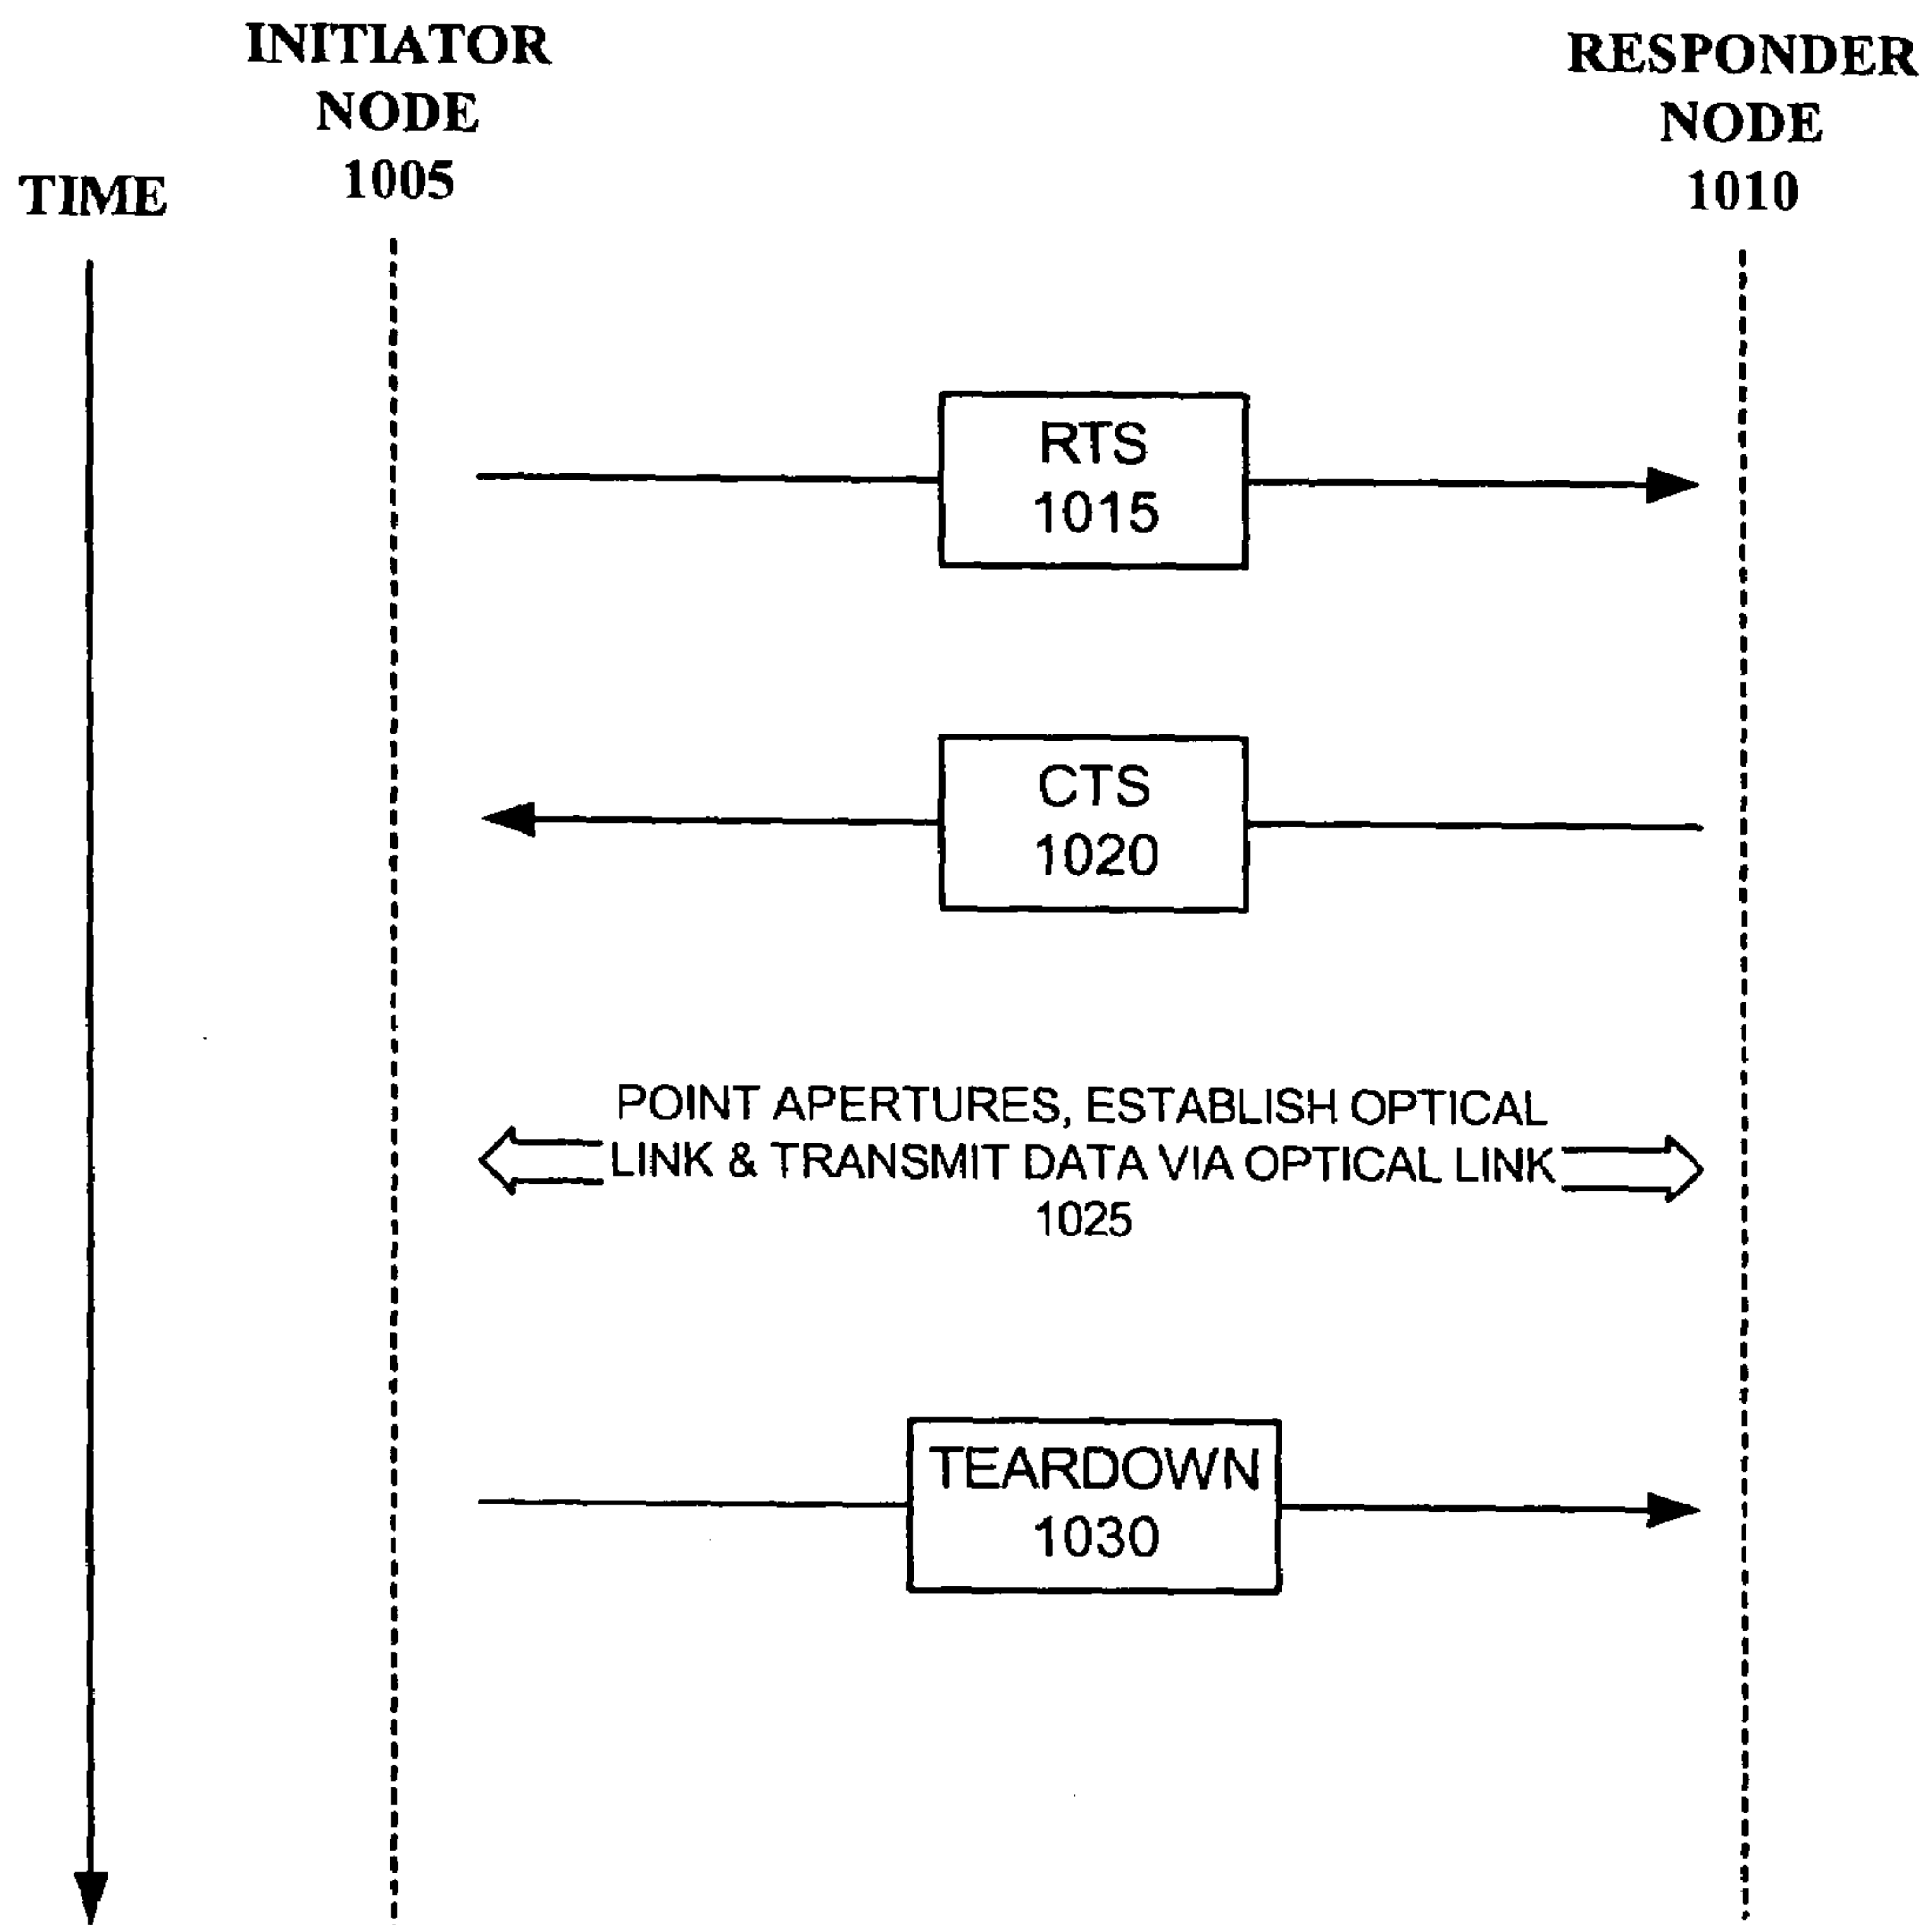 INITIATOR
NODE
1005
RESPONDER
NODE
1010
TIME
RTS
1015
CTS
1020
POINT APERTURES, ESTABLISH OPTICAL
LINK & TRANSMIT DATA VIA OPTICAL LINK
1025
TEARDOWN
1030